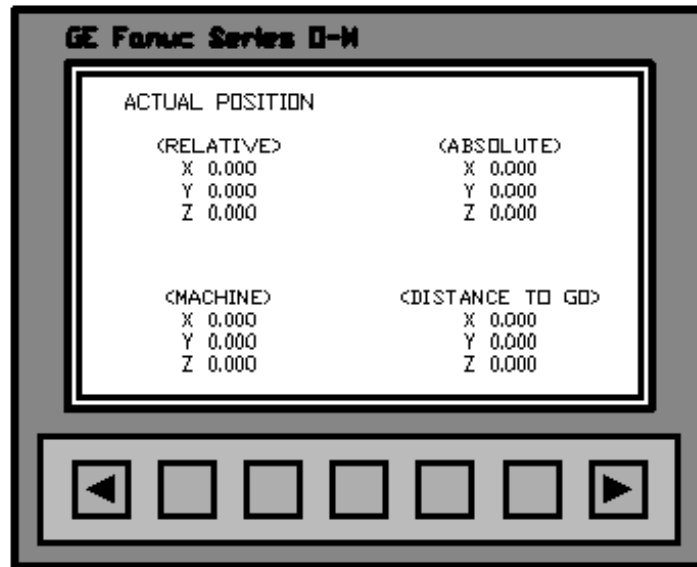 GE Fanuc Series 0-M
ACTUAL POSITION
(RELATIVE)
X 0.000
Y 0.000
Z 0.000
(ABSOLUTE)
X 0.000
Y 0.000
Z 0.000
(MACHINE)
X 0.000
Y 0.000
Z 0.000
(DISTANCE TO GO)
X 0.000
Y 0.000
Z 0.000